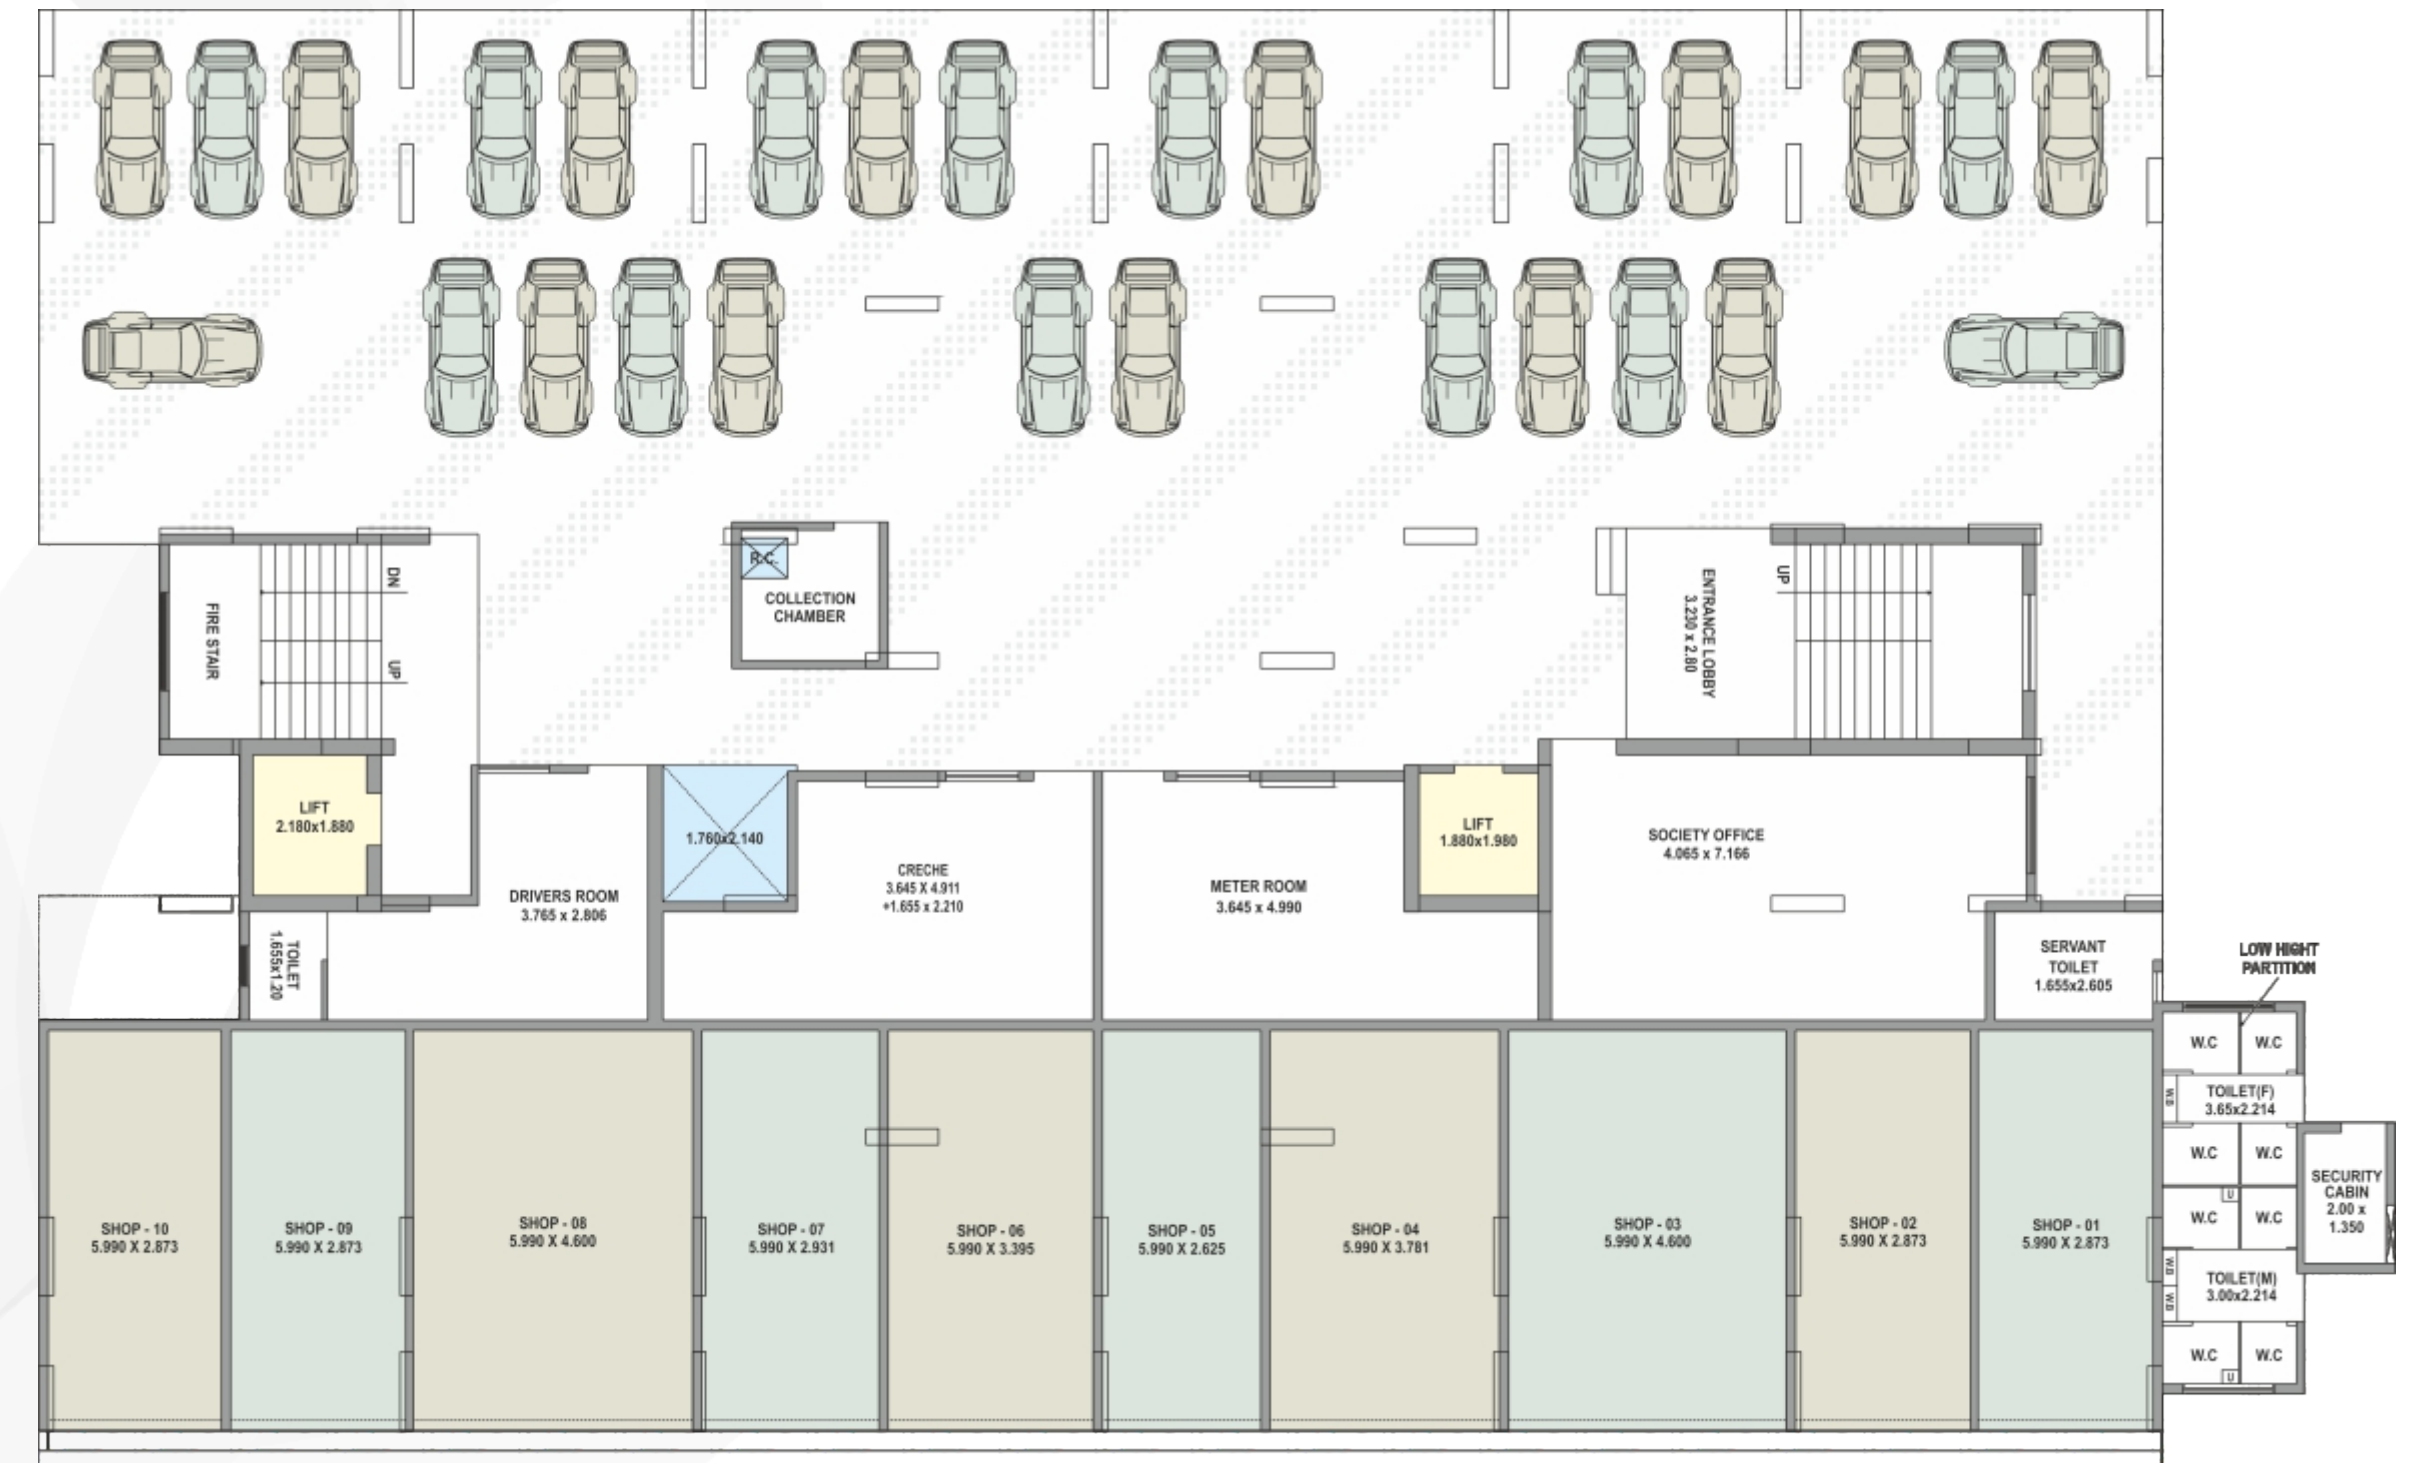 DN
UP
FIRE STAIR
R.C.
COLLECTION
CHAMBER
ENTRANCE LOBBY
3.230 x 2.80
UP
LIFT
2.180x1.880
DRIVERS ROOM
3.765 x 2.806
1.760x2.140
CRECHE
3.645 X 4.911
+1.655 x 2.210
METER ROOM
3.645 x 4.990
LIFT
1.880x1.980
SOCIETY OFFICE
4.065 x 7.166
TOILET
1.655x1.20
SERVANT
TOILET
1.655x2.605
LOW HIGHT
PARTITION
W.C
W.C
W.B
TOILET(F)
3.65x2.214
W.C
W.C
U
W.C
W.C
W.B
W.B
TOILET(M)
3.00x2.214
W.C
W.C
U
SECURITY
CABIN
2.00 x
1.350
SHOP - 10
5.990 X 2.873
SHOP - 09
5.990 X 2.873
SHOP - 08
5.990 X 4.600
SHOP - 07
5.990 X 2.931
SHOP - 06
5.990 X 3.395
SHOP - 05
5.990 X 2.625
SHOP - 04
5.990 X 3.781
SHOP - 03
5.990 X 4.600
SHOP - 02
5.990 X 2.873
SHOP - 01
5.990 X 2.873